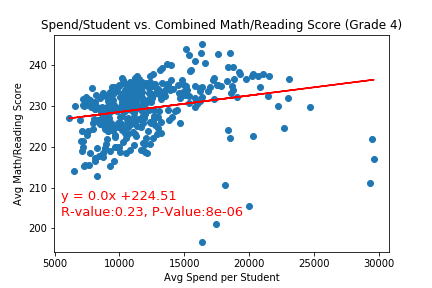 Spend/Student vs. Combined Math/Reading Score (Grade 4)
240
230
220
210
200
Avg Math/Reading Score
y = 0.0x +224.51
R-value:0.23, P-Value:8e-06
5000 10000 15000 20000 25000 30000
Avg Spend per Student